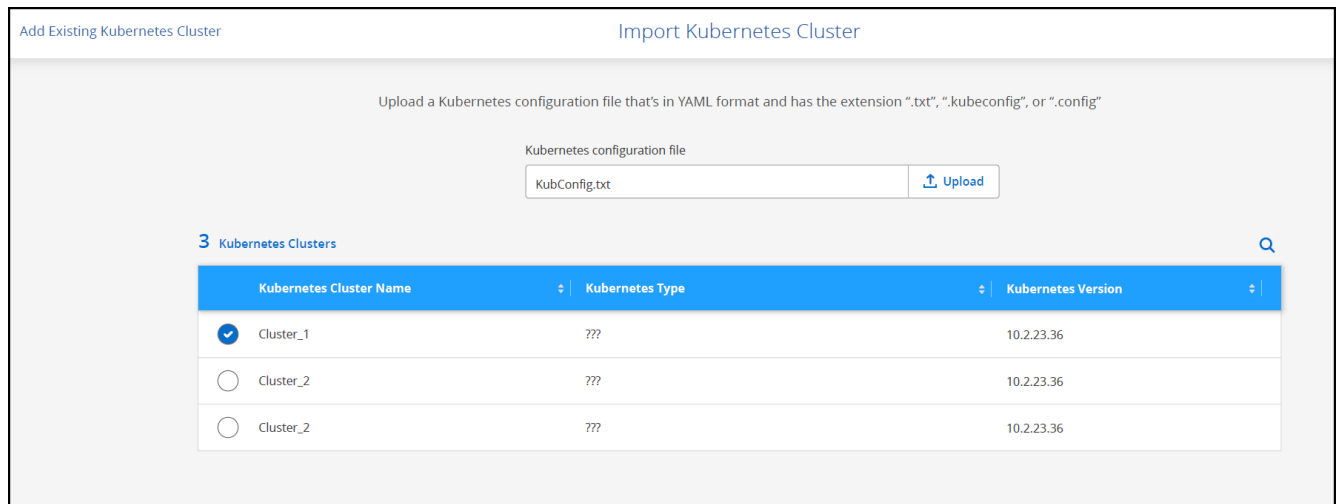 Add Existing Kubernetes Cluster
Import Kubernetes Cluster
Upload a Kubernetes configuration file that's in YAML format and has the extension “.txt”, “.kubeconfig”, or “.config”
Kubernetes configuration file
KubConfig.txt
Upload
3 Kubernetes Clusters
Kubernetes Cluster Name Kubernetes Type Kubernetes Version
Cluster_1 ??? 10.2.23.36
Cluster_2 ??? 10.2.23.36
Cluster_2 ??? 10.2.23.36